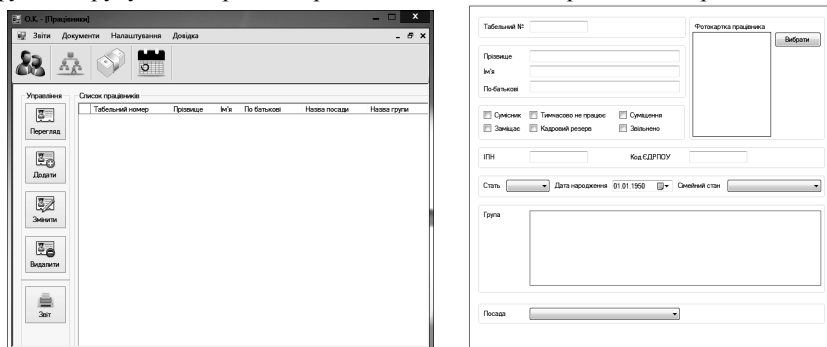 О.К. - [Працівники]
Звіти Документи Налаштування Довідка
Управління
Перегляд
Додати
Змінити
Видалити
Звіт
Список працівників
Табельний номер Прізвище Ім'я По батькові Назва посади Назва групи
Табельний №
Прізвище
Ім'я
По-батькові
Фотокартка працівника
Вибрати
Сумісник Тимчасово не працює Суміщення
Заміщає Кадровий резерв Звільнено
ІПН Код ЄДРПОУ
Стать Дата народження 01.01.1950 Сімейний стан
Група
Посада